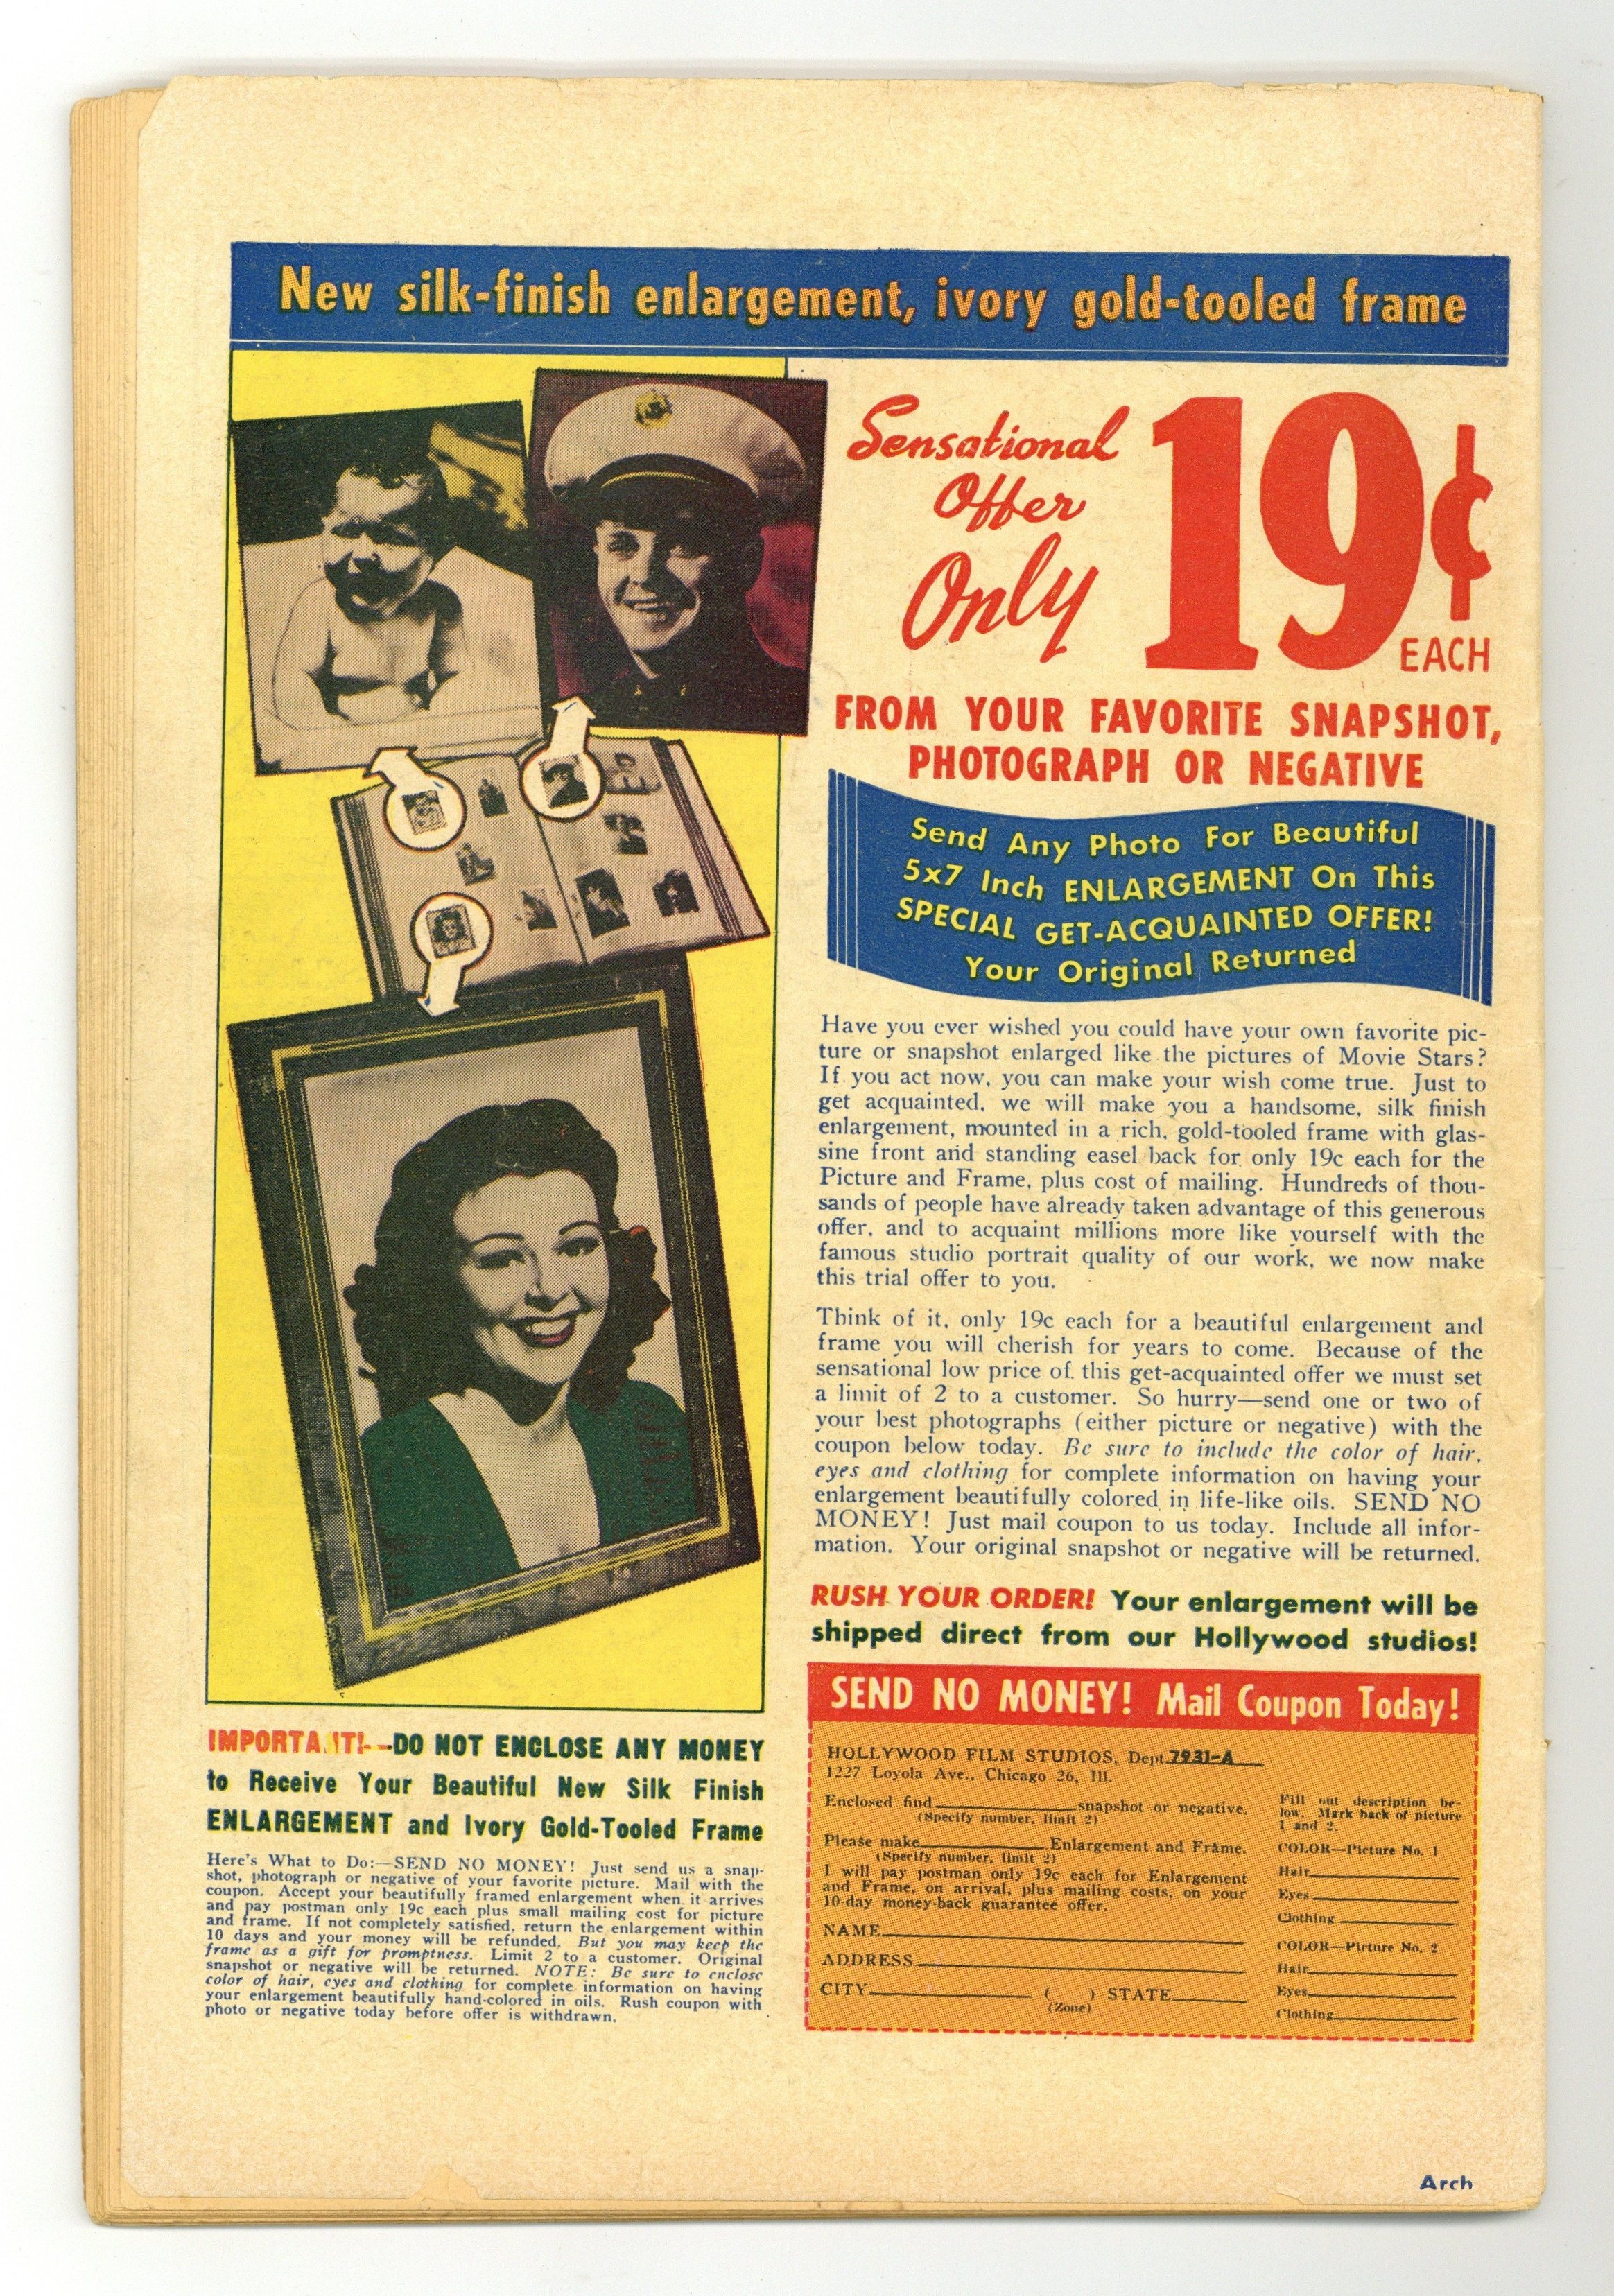 New silk-finish enlargement, ivory gold-tooled frame
Sensational
Offer
Only
19¢
EACH
FROM YOUR FAVORITE SNAPSHOT,
PHOTOGRAPH OR NEGATIVE
Send Any Photo For Beautiful
5x7 Inch ENLARGEMENT On This
SPECIAL GET-ACQUAINTED OFFER!
Your Original Returned
Have you ever wished you could have your own favorite pic-
ture or snapshot enlarged like the pictures of Movie Stars?
If you act now, you can make your wish come true. Just to
get acquainted, we will make you a handsome, silk finish
enlargement, mounted in a rich, gold-tooled frame with glas-
sine front and standing easel back for only 19c each for the
Picture and Frame, plus cost of mailing. Hundreds of thou-
sands of people have already taken advantage of this generous
offer, and to acquaint millions more like yourself with the
famous studio portrait quality of our work, we now make
this trial offer to you.
Think of it, only 19c each for a beautiful enlargement and
frame you will cherish for years to come. Because of the
sensational low price of this get-acquainted offer we must set
a limit of 2 to a customer. So hurry—send one or two of
your best photographs (either picture or negative) with the
coupon below today. Be sure to include the color of hair,
eyes and clothing for complete information on having your
enlargement beautifully colored in life-like oils. SEND NO
MONEY! Just mail coupon to us today. Include all infor-
mation. Your original snapshot or negative will be returned.
RUSH YOUR ORDER! Your enlargement will be
shipped direct from our Hollywood studios!
IMPORTA IT!--DO NOT ENCLOSE ANY MONEY
to Receive Your Beautiful New Silk Finish
ENLARGEMENT and Ivory Gold-Tooled Frame
Here's What to Do:—SEND NO MONEY! Just send us a snap-
shot, photograph or negative of your favorite picture. Mail with the
coupon. Accept your beautifully framed enlargement when it arrives
and pay postman only 19c each plus small mailing cost for picture
and frame. If not completely satisfied, return the enlargement within
10 days and your money will be refunded. But you may keep the
frame as a gift for promptness. Limit 2 to a customer. Original
snapshot or negative will be returned. NOTE: Be sure to enclose
color of hair, eyes and clothing for complete information on having
your enlargement beautifully hand-colored in oils. Rush coupon with
photo or negative today before offer is withdrawn.
SEND NO MONEY! Mail Coupon Today!
HOLLYWOOD FILM STUDIOS, Dept. 7931-A
1227 Loyola Ave., Chicago 26, Ill.
Enclosed find snapshot or negative.
(Specify number, limit 2)
Please make Enlargement and Frame.
(Specify number, limit 2)
I will pay postman only 19c each for Enlargement
and Frame, on arrival, plus mailing costs, on your
10-day money-back guarantee offer.
NAME
ADDRESS
CITY ( ) STATE
(Zone)
Fill out description be-
low. Mark back of picture
1 and 2.
COLOR—Picture No. 1
Hair
Eyes
Clothing
COLOR—Picture No. 2
Hair
Eyes
Clothing
Arch